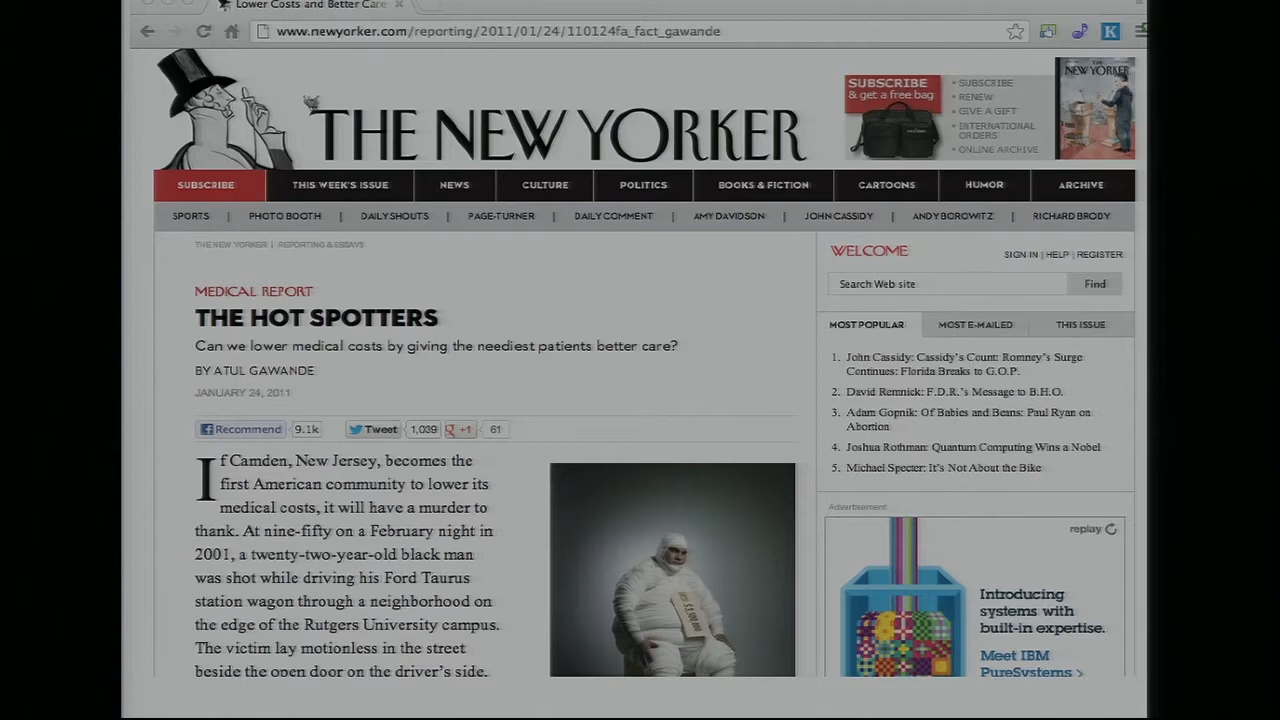 Lower Costs and Better Care
www.newyorker.com/reporting/2011/01/24/110124fa_fact_gawande
K
SUBSCRIBE
& get a free bag
• SUBSCRIBE
• RENEW
• GIVE A GIFT
• INTERNATIONAL
ORDERS
• ONLINE ARCHIVE
THE
NEW YORKER
THE NEW YORKER
SUBSCRIBE
THIS WEEK'S ISSUE
NEWS
CULTURE
POLITICS
BOOKS & FICTION
CARTOONS
HUMOR
ARCHIVE
SPORTS | PHOTO BOOTH | DAILY SHOUTS | PAGE-TURNER | DAILY COMMENT | AMY DAVIDSON | JOHN CASSIDY | ANDY BOROWITZ | RICHARD BRODY
THE NEW YORKER | REPORTING & ESSAYS
MEDICAL REPORT
THE HOT SPOTTERS
Can we lower medical costs by giving the neediest patients better care?
BY ATUL GAWANDE
JANUARY 24, 2011
Recommend 9.1k
Tweet 1,039
+1 61
If Camden, New Jersey, becomes the
first American community to lower its
medical costs, it will have a murder to
thank. At nine-fifty on a February night in
2001, a twenty-two-year-old black man
was shot while driving his Ford Taurus
station wagon through a neighborhood on
the edge of the Rutgers University campus.
The victim lay motionless in the street
beside the open door on the driver's side,
WELCOME
SIGN IN | HELP | REGISTER
Search Web site
Find
MOST POPULAR
MOST E-MAILED
THIS ISSUE
1. John Cassidy: Cassidy's Count: Romney's Surge
Continues: Florida Breaks to G.O.P.
2. David Remnick: F.D.R.'s Message to B.H.O.
3. Adam Gopnik: Of Babies and Beans: Paul Ryan on
Abortion
4. Joshua Rothman: Quantum Computing Wins a Nobel
5. Michael Specter: It's Not About the Bike
Advertisement
replay
Introducing
systems with
built-in expertise.
Meet IBM
PureSystems >